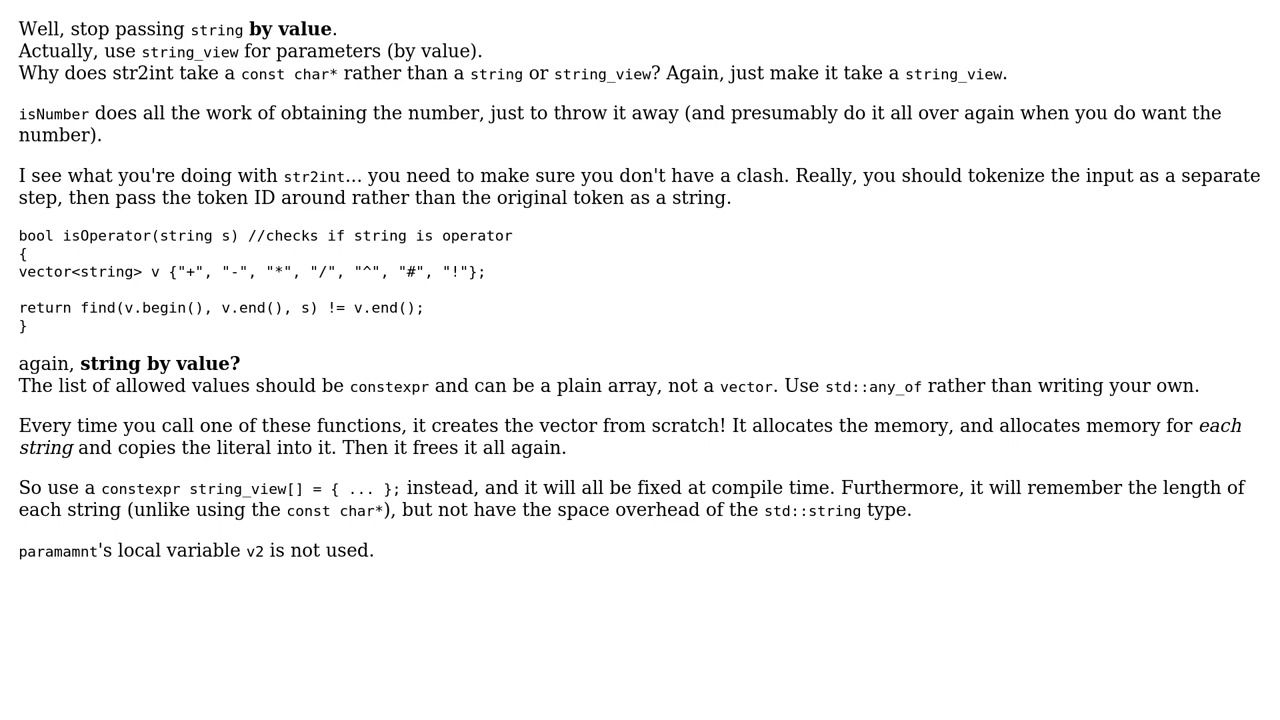 Well, stop passing string by value.
Actually, use string_view for parameters (by value).
Why does str2int take a const char* rather than a string or string_view? Again, just make it take a string_view.
isNumber does all the work of obtaining the number, just to throw it away (and presumably do it all over again when you do want the
number).
I see what you're doing with str2int... you need to make sure you don't have a clash. Really, you should tokenize the input as a separate
step, then pass the token ID around rather than the original token as a string.
bool isOperator(string s) //checks if string is operator
{
vector<string> v {"+", "-", "*", "/", "^", "#", "!"};
return find(v.begin(), v.end(), s) != v.end();
}
again, string by value?
The list of allowed values should be constexpr and can be a plain array, not a vector. Use std::any_of rather than writing your own.
Every time you call one of these functions, it creates the vector from scratch! It allocates the memory, and allocates memory for each
string and copies the literal into it. Then it frees it all again.
So use a constexpr string_view[] = { ... }; instead, and it will all be fixed at compile time. Furthermore, it will remember the length of
each string (unlike using the const char*), but not have the space overhead of the std::string type.
paramamnt's local variable v2 is not used.